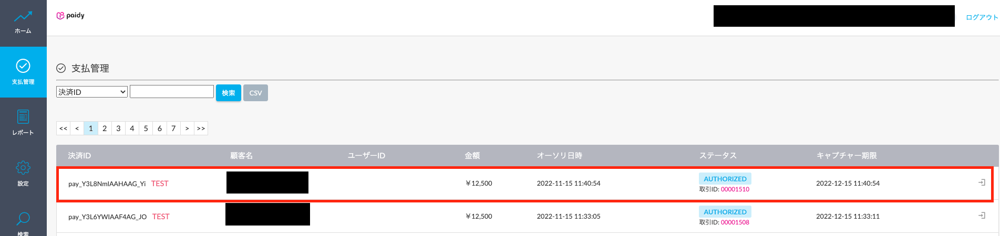 paidy
ログアウト
ホーム
支払管理
レポート
設定
検索
支払管理
決済ID
検索
CSV
<< < 1 2 3 4 5 6 7 > >>
決済ID 顧客名 ユーザーID 金額 オーソリ日時 ステータス キャプチャー期限
pay_Y3L8NmIAAHAAG_Yi TEST ￥12,500 2022-11-15 11:40:54 AUTHORIZED 2022-12-15 11:40:54
取引ID: 00001510
pay_Y3L6YWIAAF4AG_JO TEST ￥12,500 2022-11-15 11:33:05 AUTHORIZED 2022-12-15 11:33:11
取引ID: 00001508